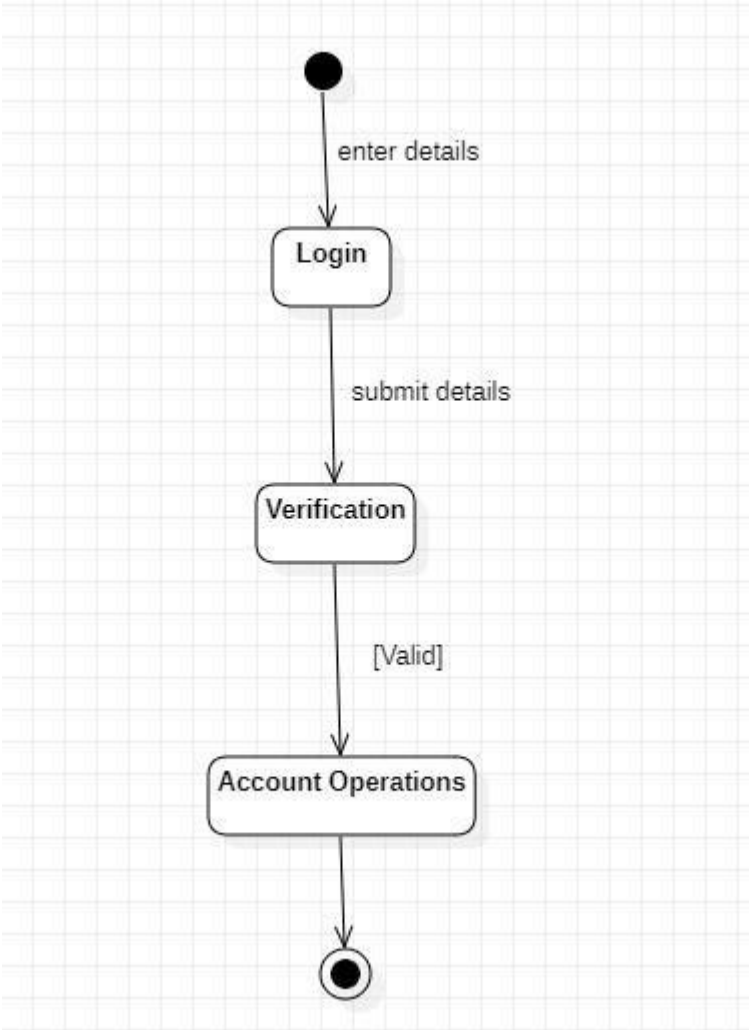 enter details
Login
submit details
Verification
[Valid]
Account Operations